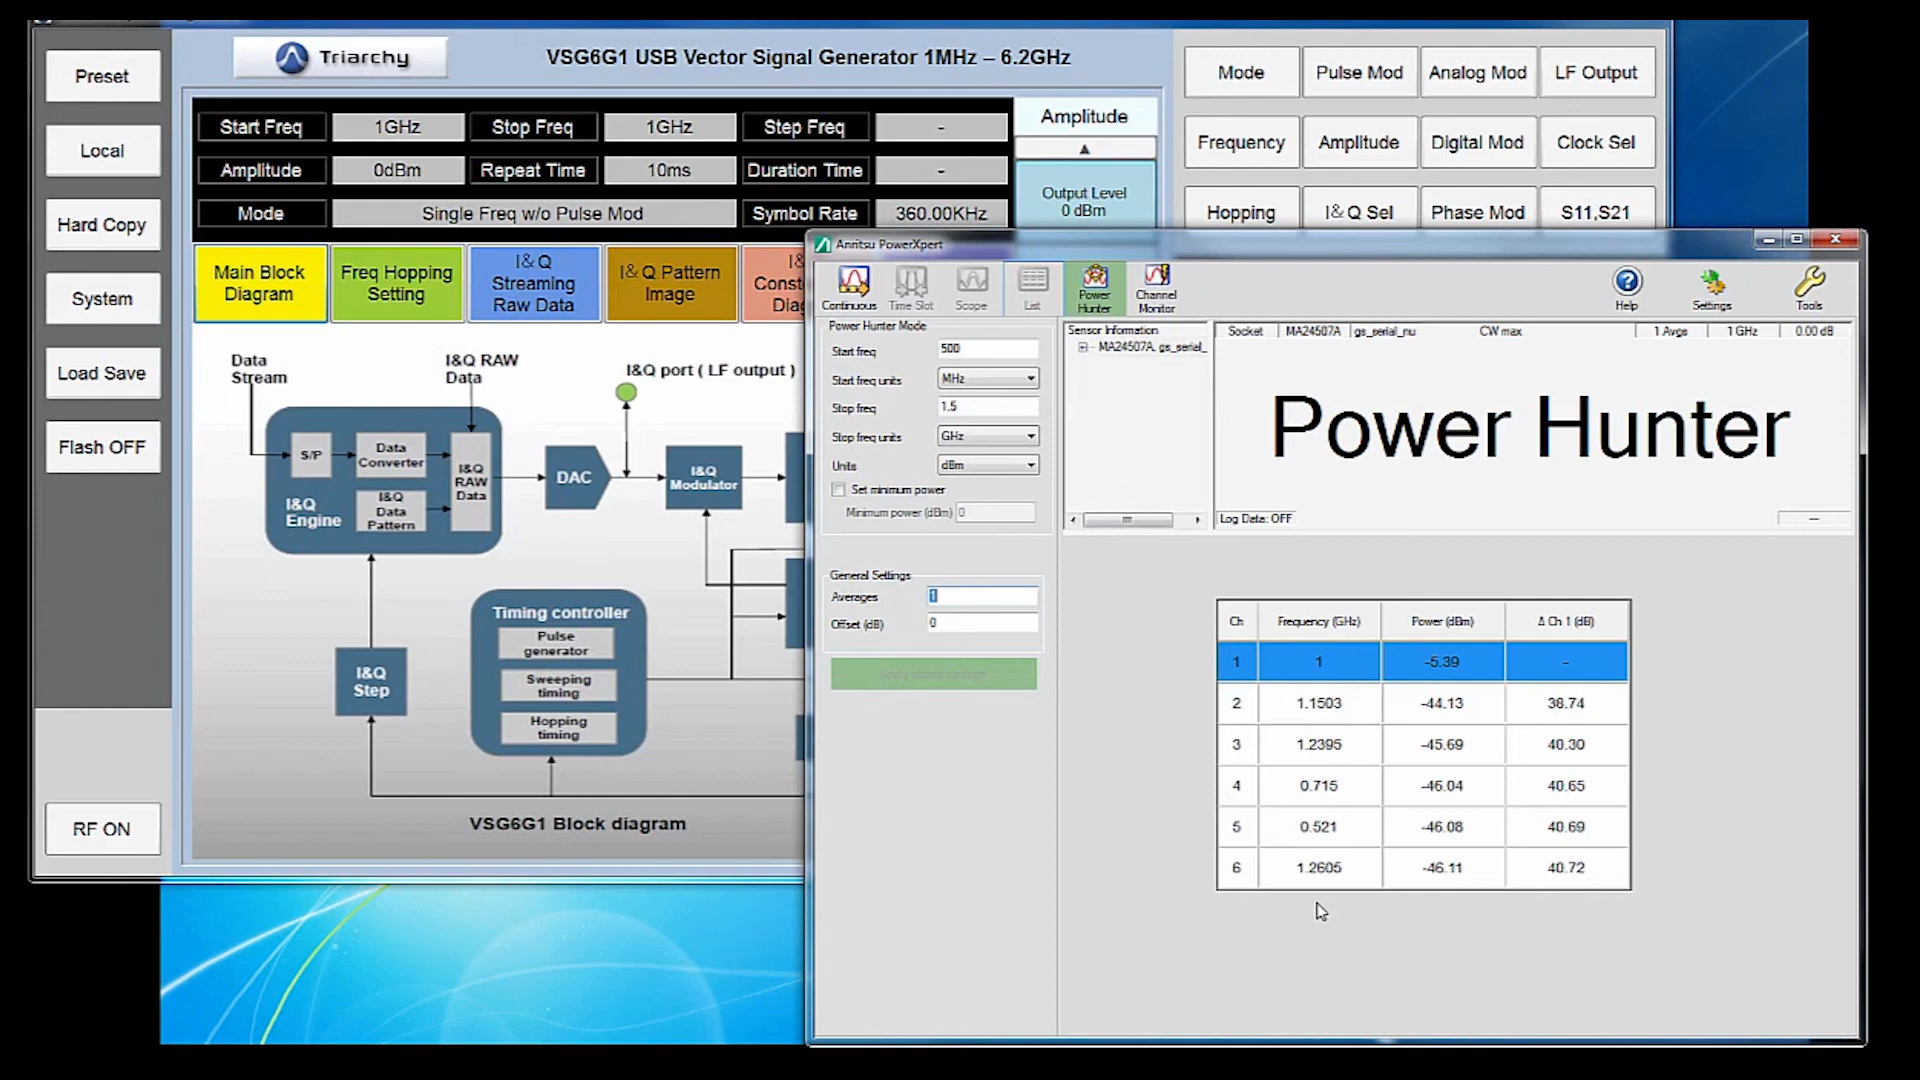 Triarchy
VSG6G1 USB Vector Signal Generator 1MHz – 6.2GHz
Preset
Local
Hard Copy
System
Load Save
Flash OFF
RF ON
Start Freq 1GHz Stop Freq 1GHz Step Freq -
Amplitude 0dBm Repeat Time 10ms Duration Time -
Mode Single Freq w/o Pulse Mod Symbol Rate 360.00KHz
Amplitude
▲
Output Level
0 dBm
Mode Pulse Mod Analog Mod LF Output
Frequency Amplitude Digital Mod Clock Sel
Hopping I&Q Sel Phase Mod S11,S21
Main Block
Diagram
Freq Hopping
Setting
I&Q
Streaming
Raw Data
I&Q Pattern
Image
I&
Const
Diag
Data
Stream
I&Q RAW
Data
I&Q port ( LF output )
S/P
Data
Converter
I&Q
RAW
Data
I&Q
Data
Pattern
I&Q
Engine
DAC
I&Q
Modulator
Timing controller
Pulse
generator
Sweeping
timing
Hopping
timing
I&Q
Step
VSG6G1 Block diagram
Anritsu PowerXpert
Continuous
Time Slot
Scope
List
Power
Hunter
Channel
Monitor
Help
Settings
Tools
Power Hunter Mode
Start freq 500
Start freq units MHz
Stop freq 1.5
Stop freq units GHz
Units dBm
Set minimum power
Minimum power (dBm) 0
General Settings
Averages 1
Offset (dB) 0
Sensor Information
MA24507A, gs_serial_
Socket MA24507A gs_serial_nu CW max 1 Avgs 1 GHz 0.00 dB
Power Hunter
Log Data: OFF
Ch Frequency (GHz) Power (dBm) Δ Ch 1 (dB)
1 1 -5.39 -
2 1.1503 -44.13 38.74
3 1.2395 -45.69 40.30
4 0.715 -46.04 40.65
5 0.521 -46.08 40.69
6 1.2605 -46.11 40.72